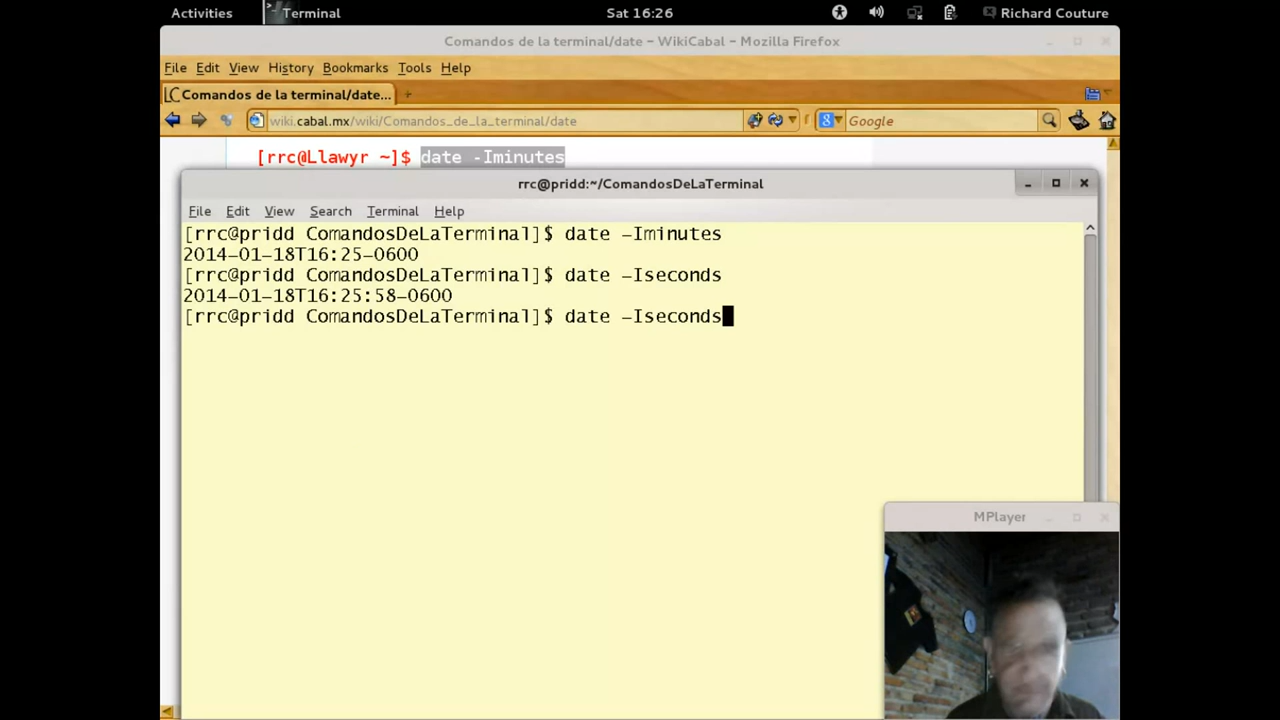 Activities Terminal Sat 16:26 Richard Couture
Comandos de la terminal/date – WikiCabal – Mozilla Firefox
File Edit View History Bookmarks Tools Help
Comandos de la terminal/date...
wiki.cabal.mx/wiki/Comandos_de_la_terminal/date Google
[rrc@Llawyr ~]$ date -Iminutes
rrc@pridd:~/ComandosDeLaTerminal
File Edit View Search Terminal Help
[rrc@pridd ComandosDeLaTerminal]$ date -Iminutes
2014-01-18T16:25-0600
[rrc@pridd ComandosDeLaTerminal]$ date -Iseconds
2014-01-18T16:25:58-0600
[rrc@pridd ComandosDeLaTerminal]$ date -Iseconds
MPlayer